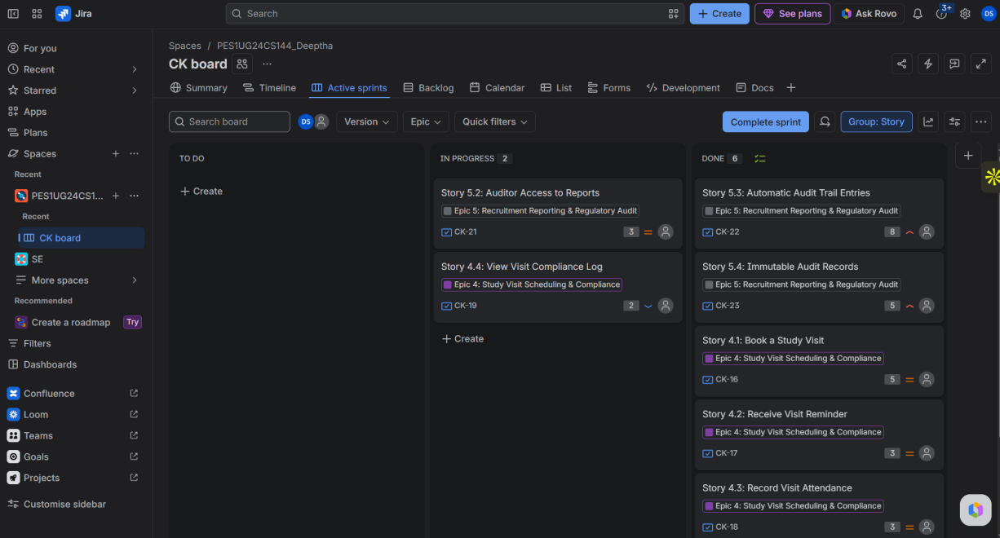 Jira
Search
Create
See plans
Ask Rovo
3+
DS
For you
Recent
Starred
Apps
Plans
Spaces
Recent
PES1UG24CS1...
Recent
CK board
SE
More spaces
Recommended
Create a roadmap
Try
Filters
Dashboards
Confluence
Loom
Teams
Goals
Projects
Customise sidebar
Spaces / PES1UG24CS144_Deeptha
CK board
Summary
Timeline
Active sprints
Backlog
Calendar
List
Forms
Development
Docs
Search board
DS
Version
Epic
Quick filters
Complete sprint
Group: Story
TO DO
Create
IN PROGRESS 2
Story 5.2: Auditor Access to Reports
Epic 5: Recruitment Reporting & Regulatory Audit
CK-21 3
Story 4.4: View Visit Compliance Log
Epic 4: Study Visit Scheduling & Compliance
CK-19 2
Create
DONE 6
Story 5.3: Automatic Audit Trail Entries
Epic 5: Recruitment Reporting & Regulatory Audit
CK-22 8
Story 5.4: Immutable Audit Records
Epic 5: Recruitment Reporting & Regulatory Audit
CK-23 5
Story 4.1: Book a Study Visit
Epic 4: Study Visit Scheduling & Compliance
CK-16 5
Story 4.2: Receive Visit Reminder
Epic 4: Study Visit Scheduling & Compliance
CK-17 3
Story 4.3: Record Visit Attendance
Epic 4: Study Visit Scheduling & Compliance
CK-18 3